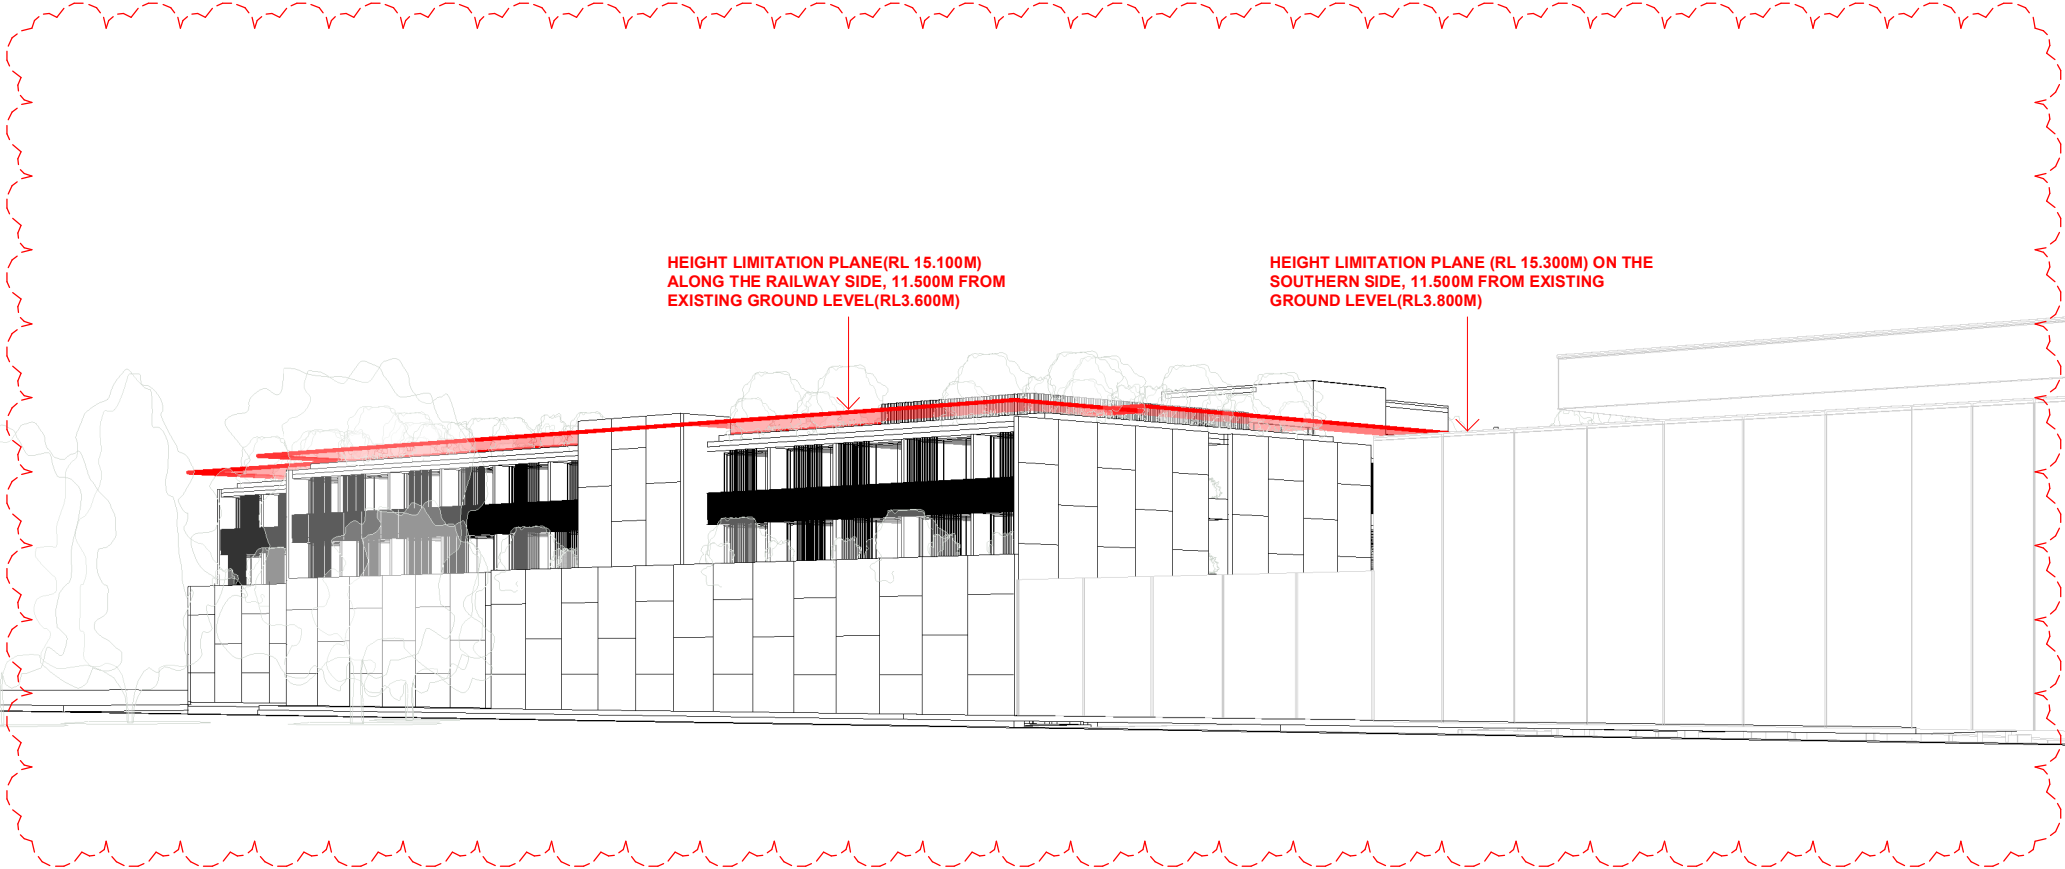 HEIGHT LIMITATION PLANE(RL 15.100M)
ALONG THE RAILWAY SIDE, 11.500M FROM
EXISTING GROUND LEVEL(RL3.600M)
HEIGHT LIMITATION PLANE (RL 15.300M) ON THE
SOUTHERN SIDE, 11.500M FROM EXISTING
GROUND LEVEL(RL3.800M)